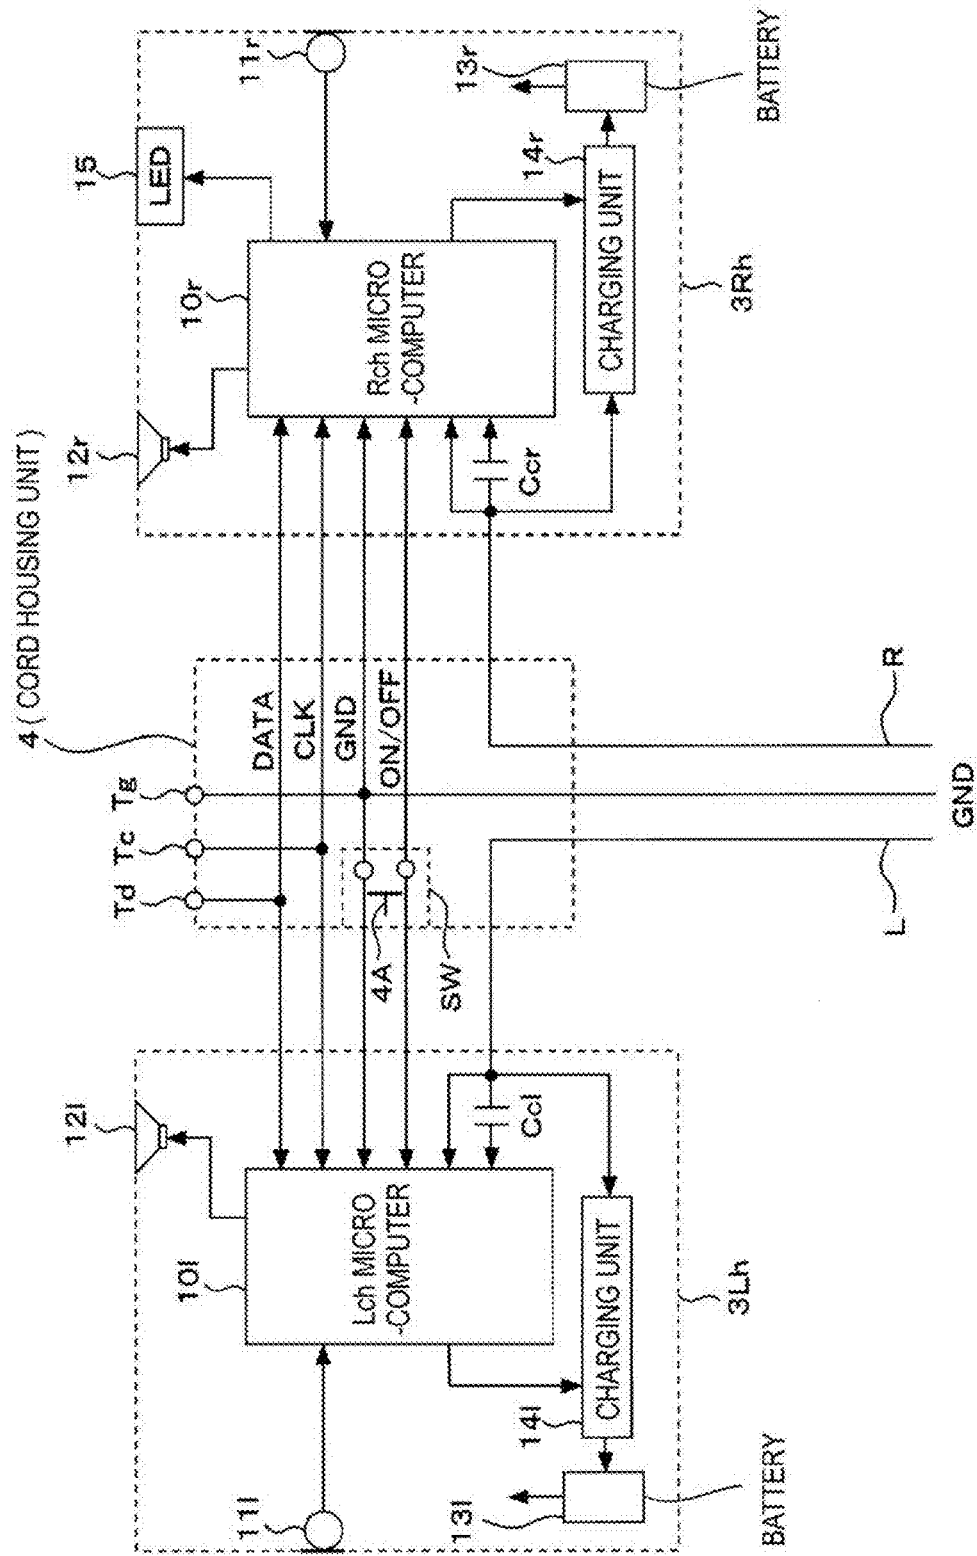 4 ( CORD HOUSING UNIT )
12l
Td
Tc
Tg
12r
15
LED
11r
10l
10r
DATA
CLK
GND
ON/OFF
4A
SW
11l
Lch MICRO
-COMPUTER
Rch MICRO
-COMPUTER
13l
14l
CHARGING UNIT
Ccl
Ccr
CHARGING UNIT
14r
13r
BATTERY
3Lh
3Rh
BATTERY
L
R
GND